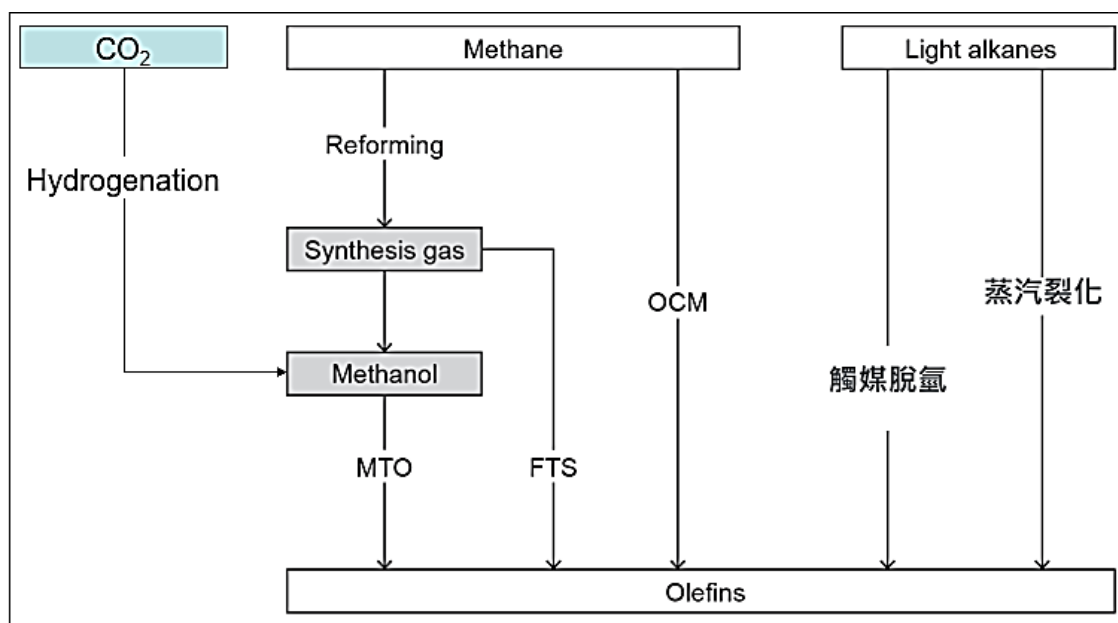 CO₂
Methane
Light alkanes
Reforming
Hydrogenation
Synthesis gas
OCM
蒸汽裂化
Methanol
觸媒脫氫
MTO
FTS
Olefins